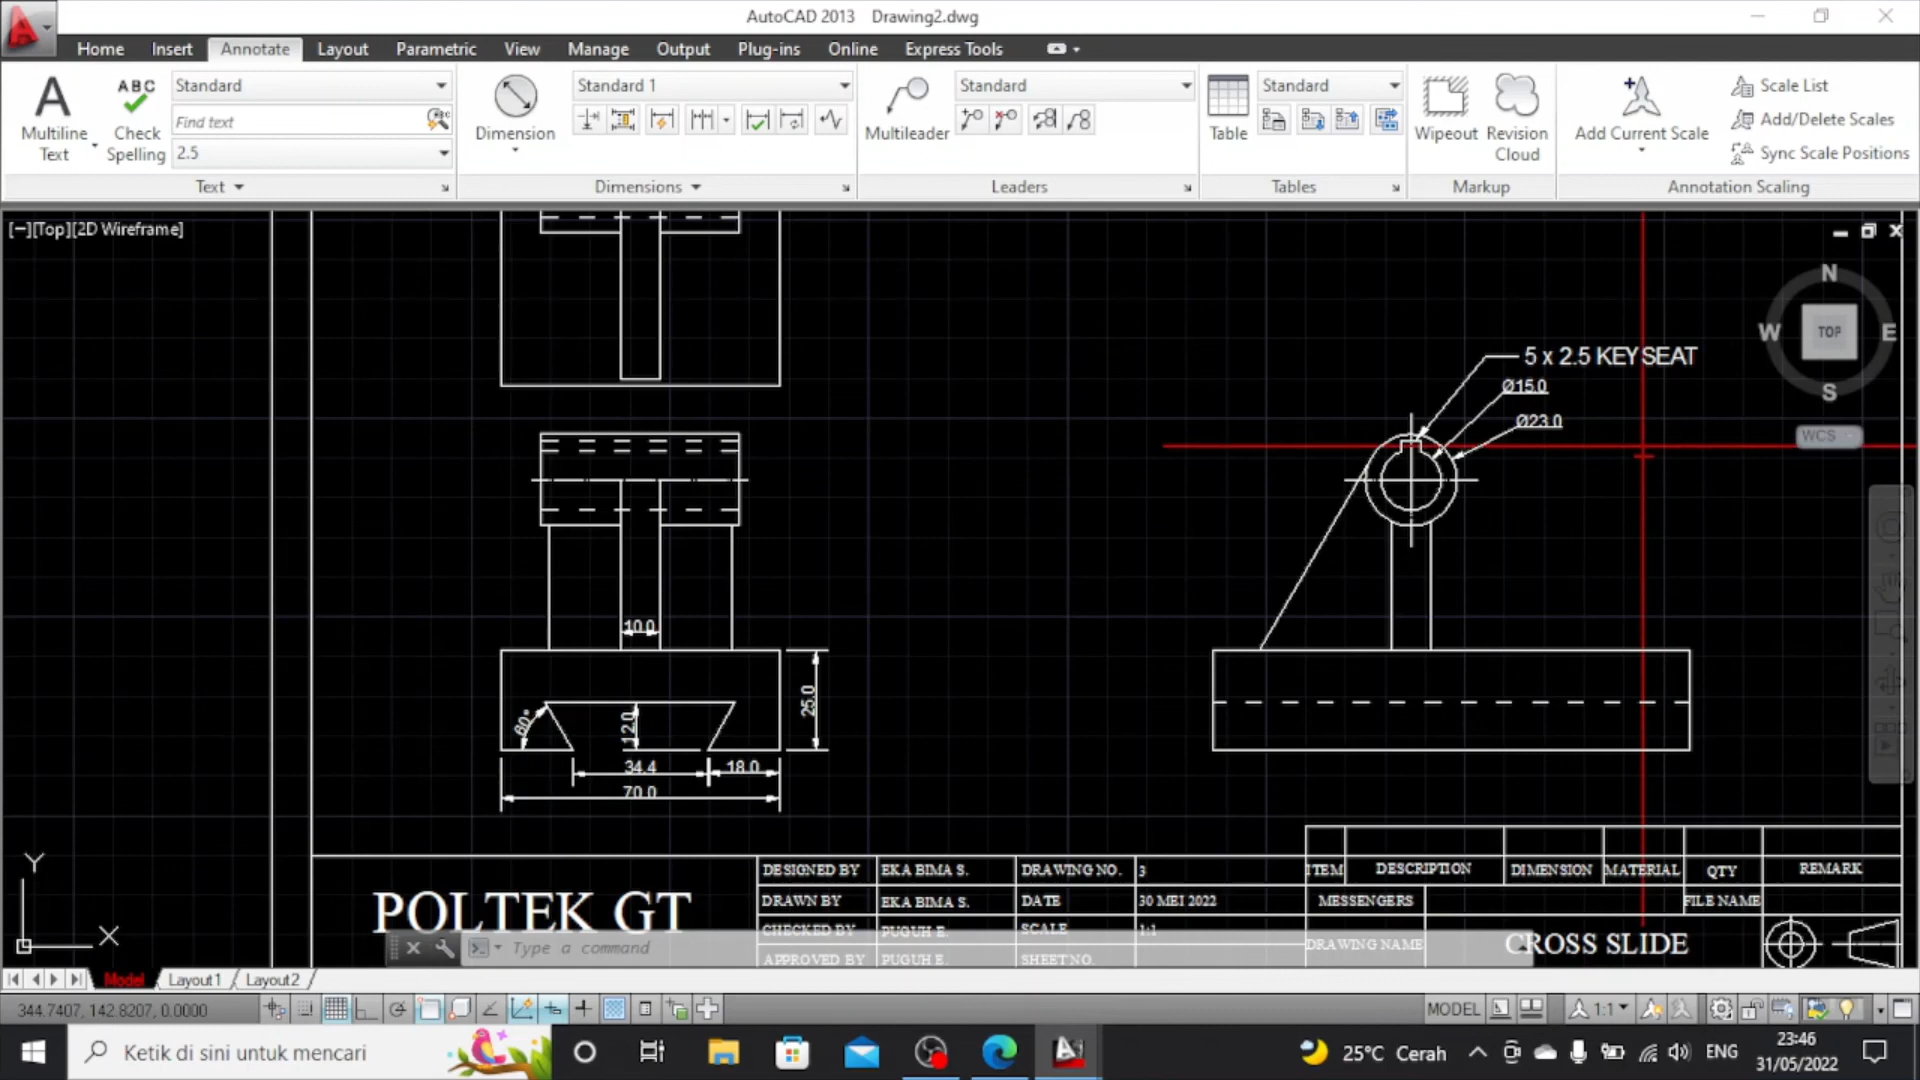 AutoCAD 2013 Drawing2.dwg
Home Insert Annotate Layout Parametric View Manage Output Plug-ins Online Express Tools
A Multiline Text
ABC Check Spelling
Standard
Find text
2.5
Text
Dimension
Standard 1
Dimensions
Multileader
Standard
Leaders
Table
Standard
Tables
Wipeout
Revision Cloud
Markup
Add Current Scale
Scale List
Add/Delete Scales
Sync Scale Positions
Annotation Scaling
[−][Top][2D Wireframe]
N
W TOP E
S
WCS
5 x 2.5 KEYSEAT
Ø15.0
Ø23.0
10.0
25.0
60°
12.0
34.4
18.0
70.0
Y
X
POLTEK GT
DESIGNED BY EKA BIMA S. DRAWING NO. 3
DRAWN BY EKA BIMA S. DATE 30 MEI 2022
CHECKED BY PUGUH E. SCALE 1:1
APPROVED BY PUGUH E. SHEET NO.
ITEM DESCRIPTION DIMENSION MATERIAL QTY REMARK
MESSENGERS FILE NAME
DRAWING NAME CROSS SLIDE
Type a command
Model Layout1 Layout2
344.7407, 142.8207, 0.0000
MODEL
1:1
Ketik di sini untuk mencari
25°C Cerah
ENG
23:46
31/05/2022